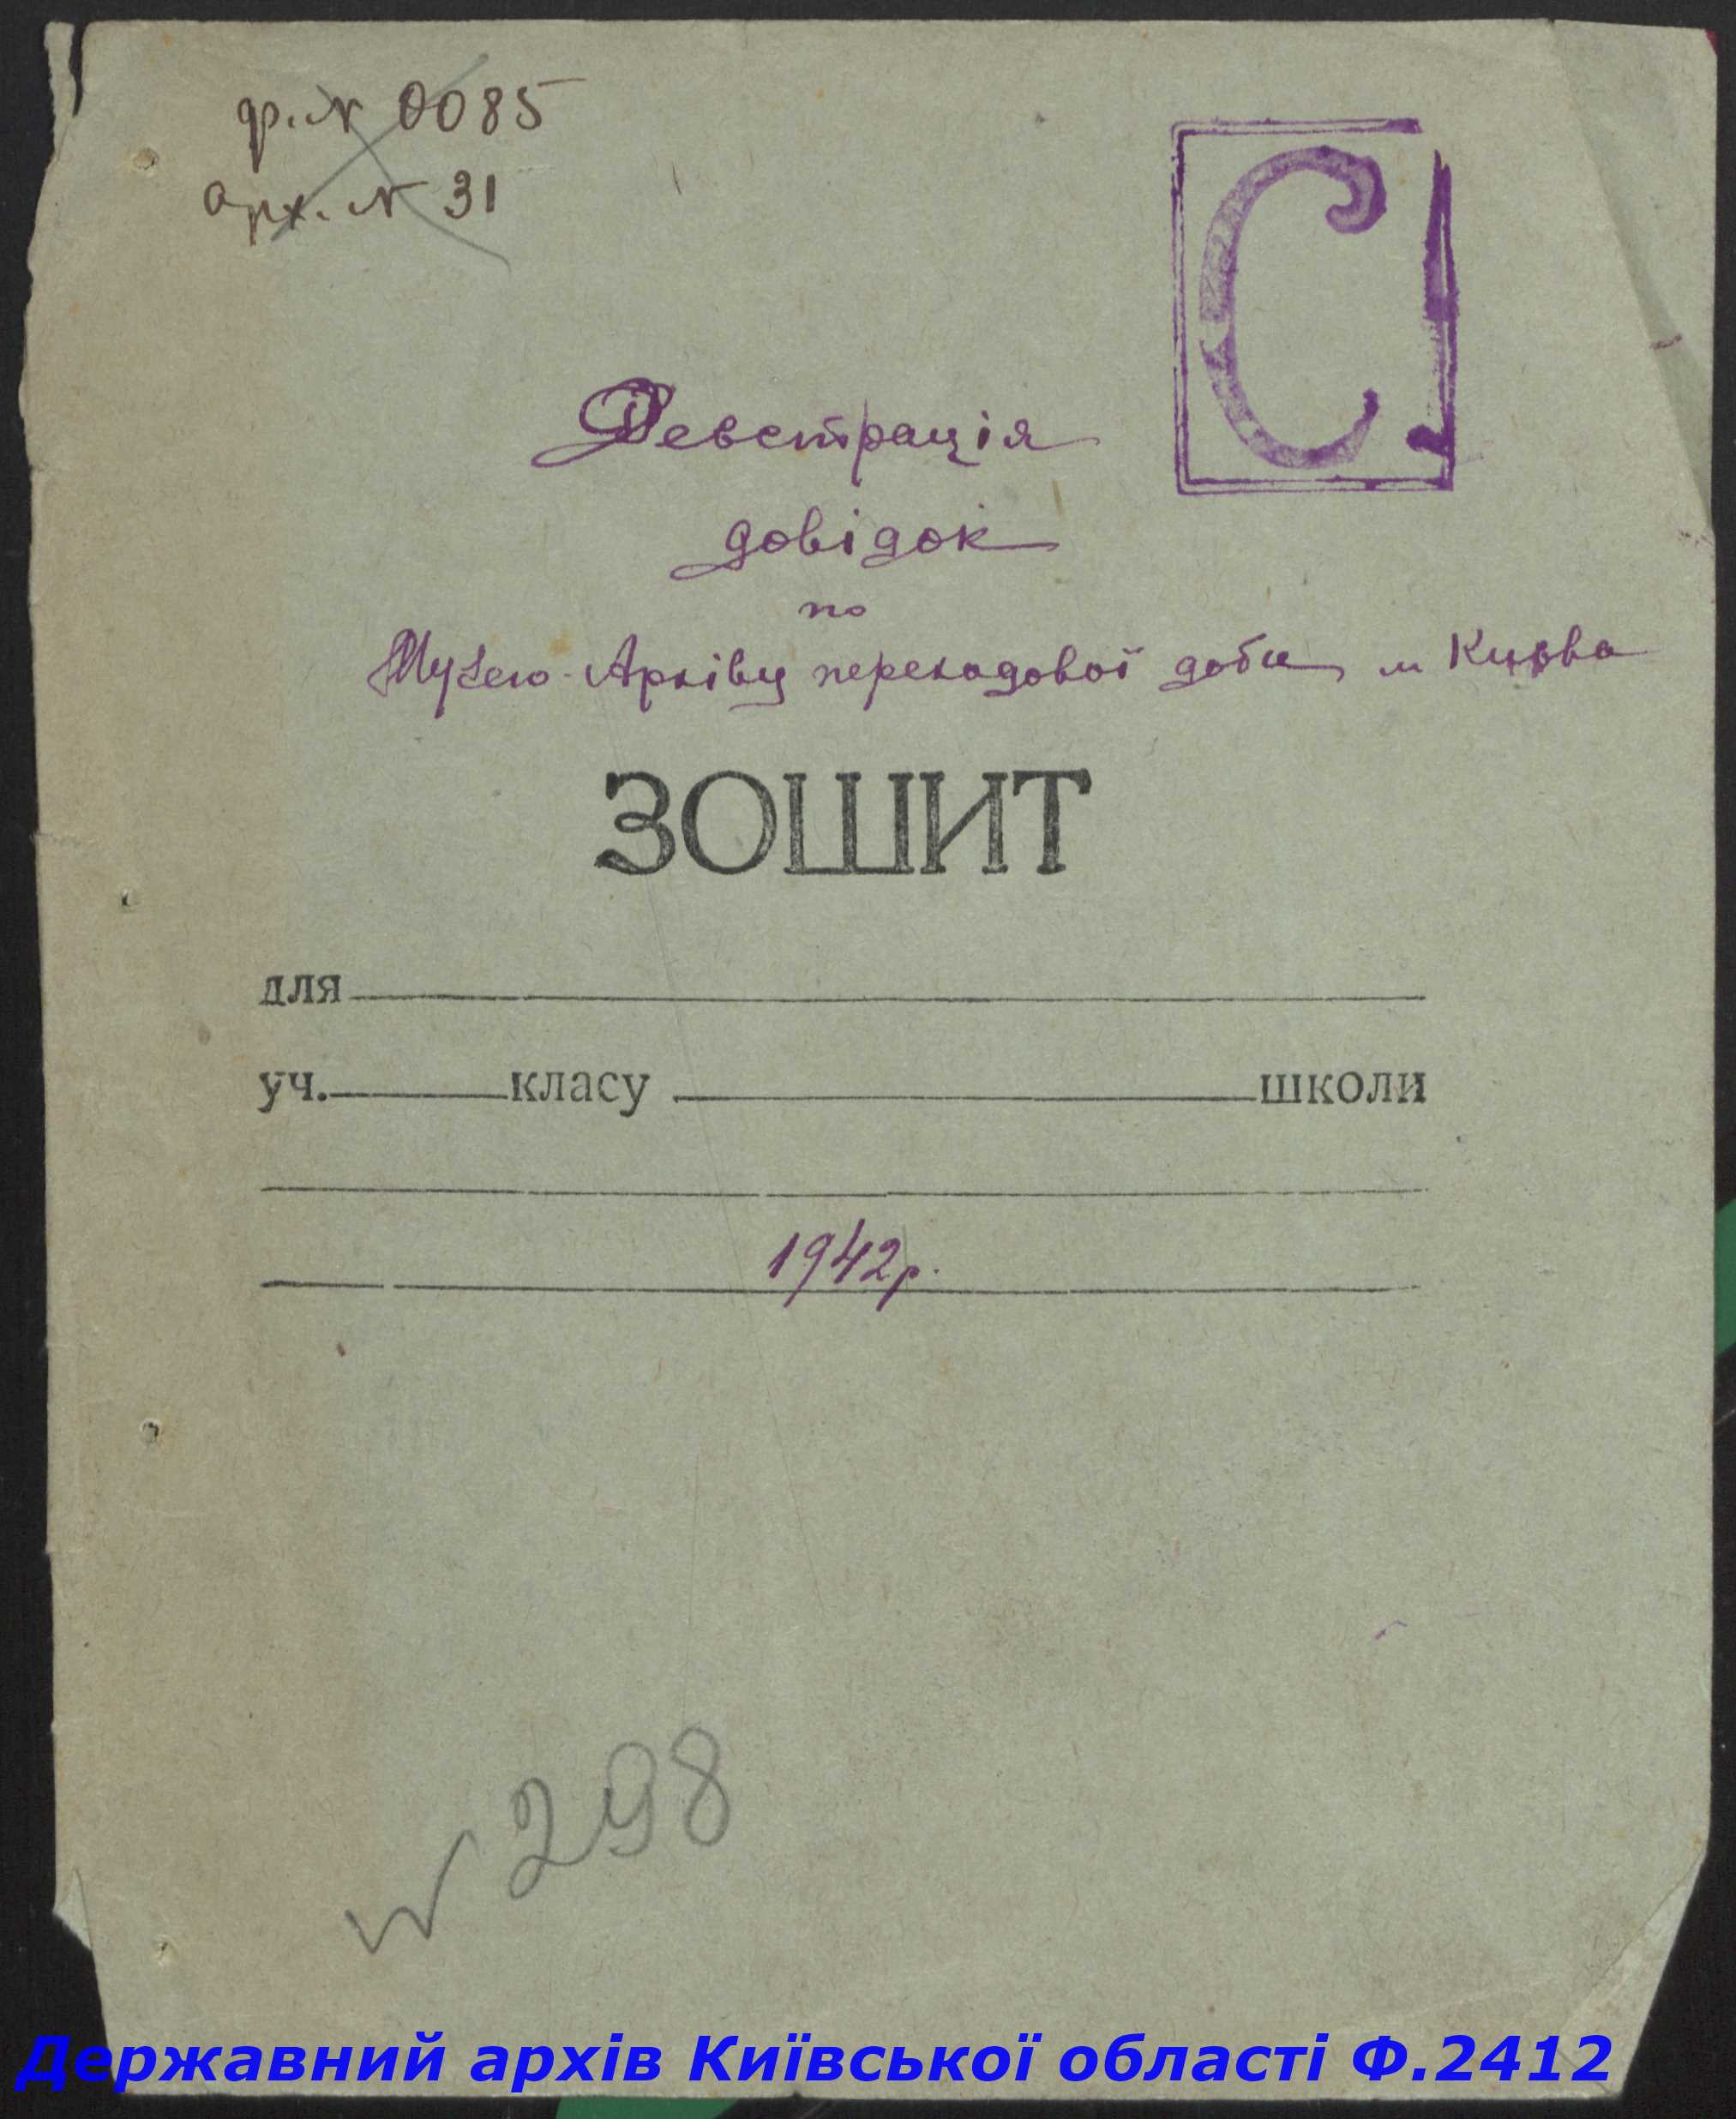 ф. № 0085
арх. № 31
С
Реєстрація
довідок
по
Музею-Архіву переходової доби м Києва
ЗОШИТ
для
уч. класу школи
1942р.
№ 298
Державний архів Київської області Ф.2412